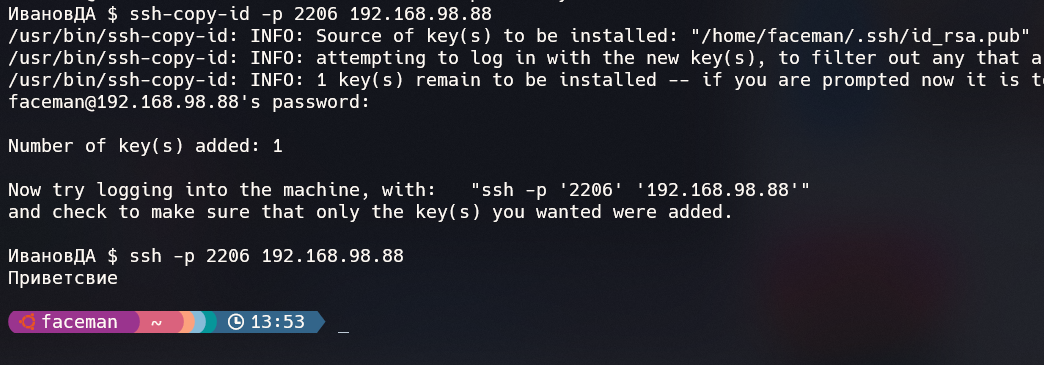 ИвановДА $ ssh-copy-id -p 2206 192.168.98.88
/usr/bin/ssh-copy-id: INFO: Source of key(s) to be installed: "/home/faceman/.ssh/id_rsa.pub"
/usr/bin/ssh-copy-id: INFO: attempting to log in with the new key(s), to filter out any that a
/usr/bin/ssh-copy-id: INFO: 1 key(s) remain to be installed -- if you are prompted now it is to
faceman@192.168.98.88's password:
Number of key(s) added: 1
Now try logging into the machine, with:   "ssh -p '2206' '192.168.98.88'"
and check to make sure that only the key(s) you wanted were added.
ИвановДА $ ssh -p 2206 192.168.98.88
Приветсвие
faceman ~ 13:53 _